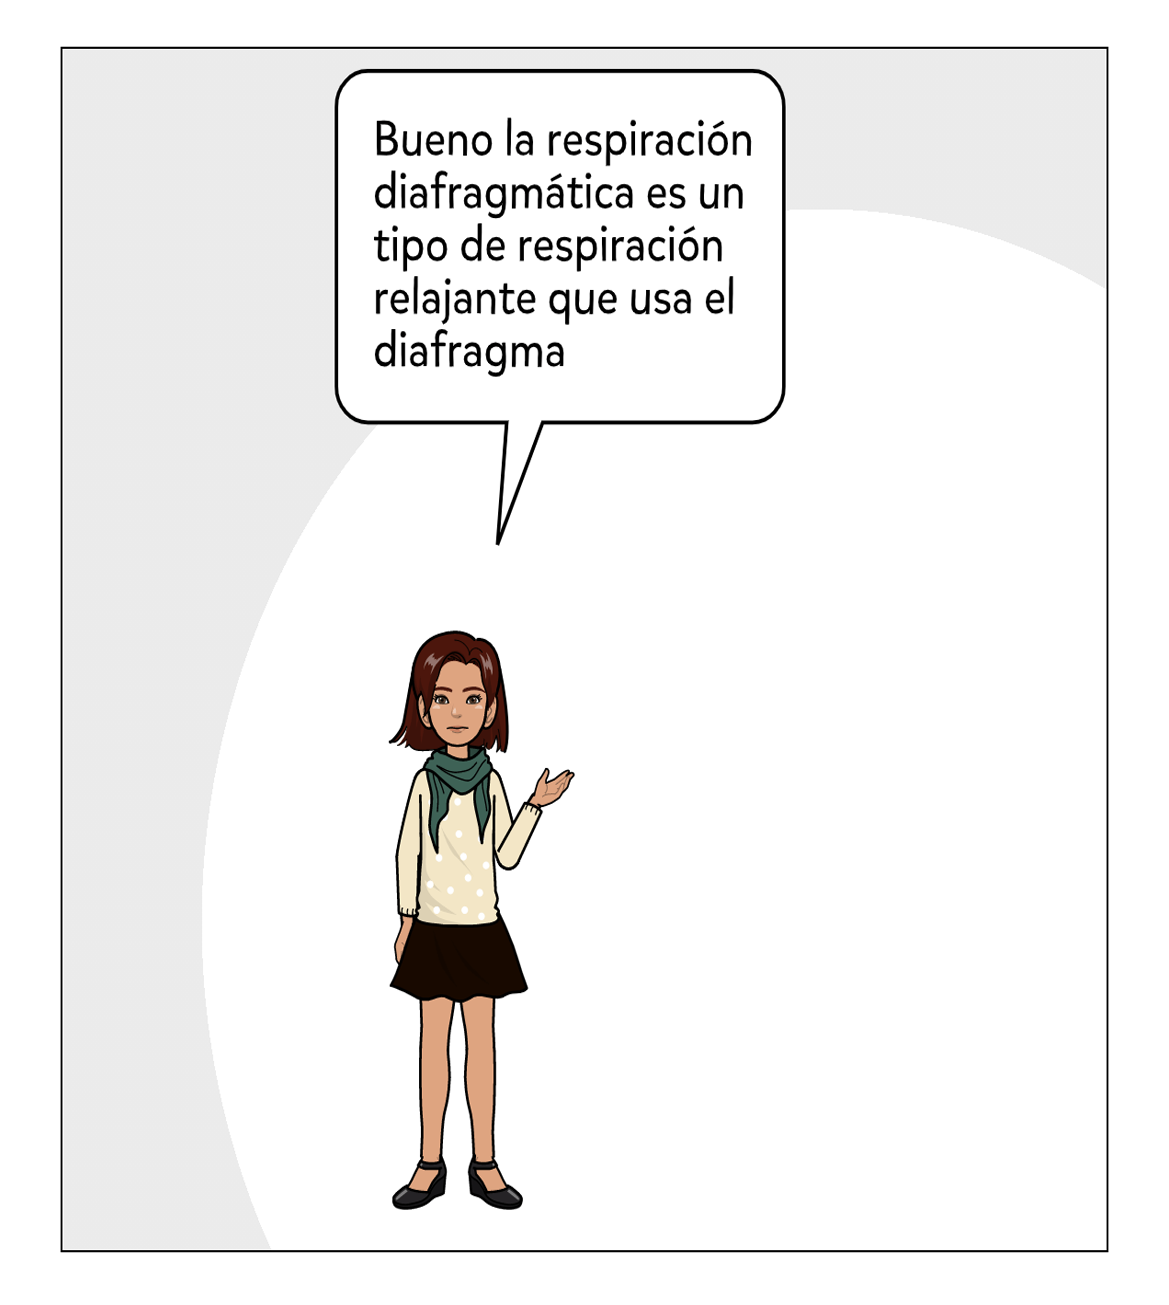 Bueno la respiración
diafragmática es un
tipo de respiración
relajante que usa el
diafragma